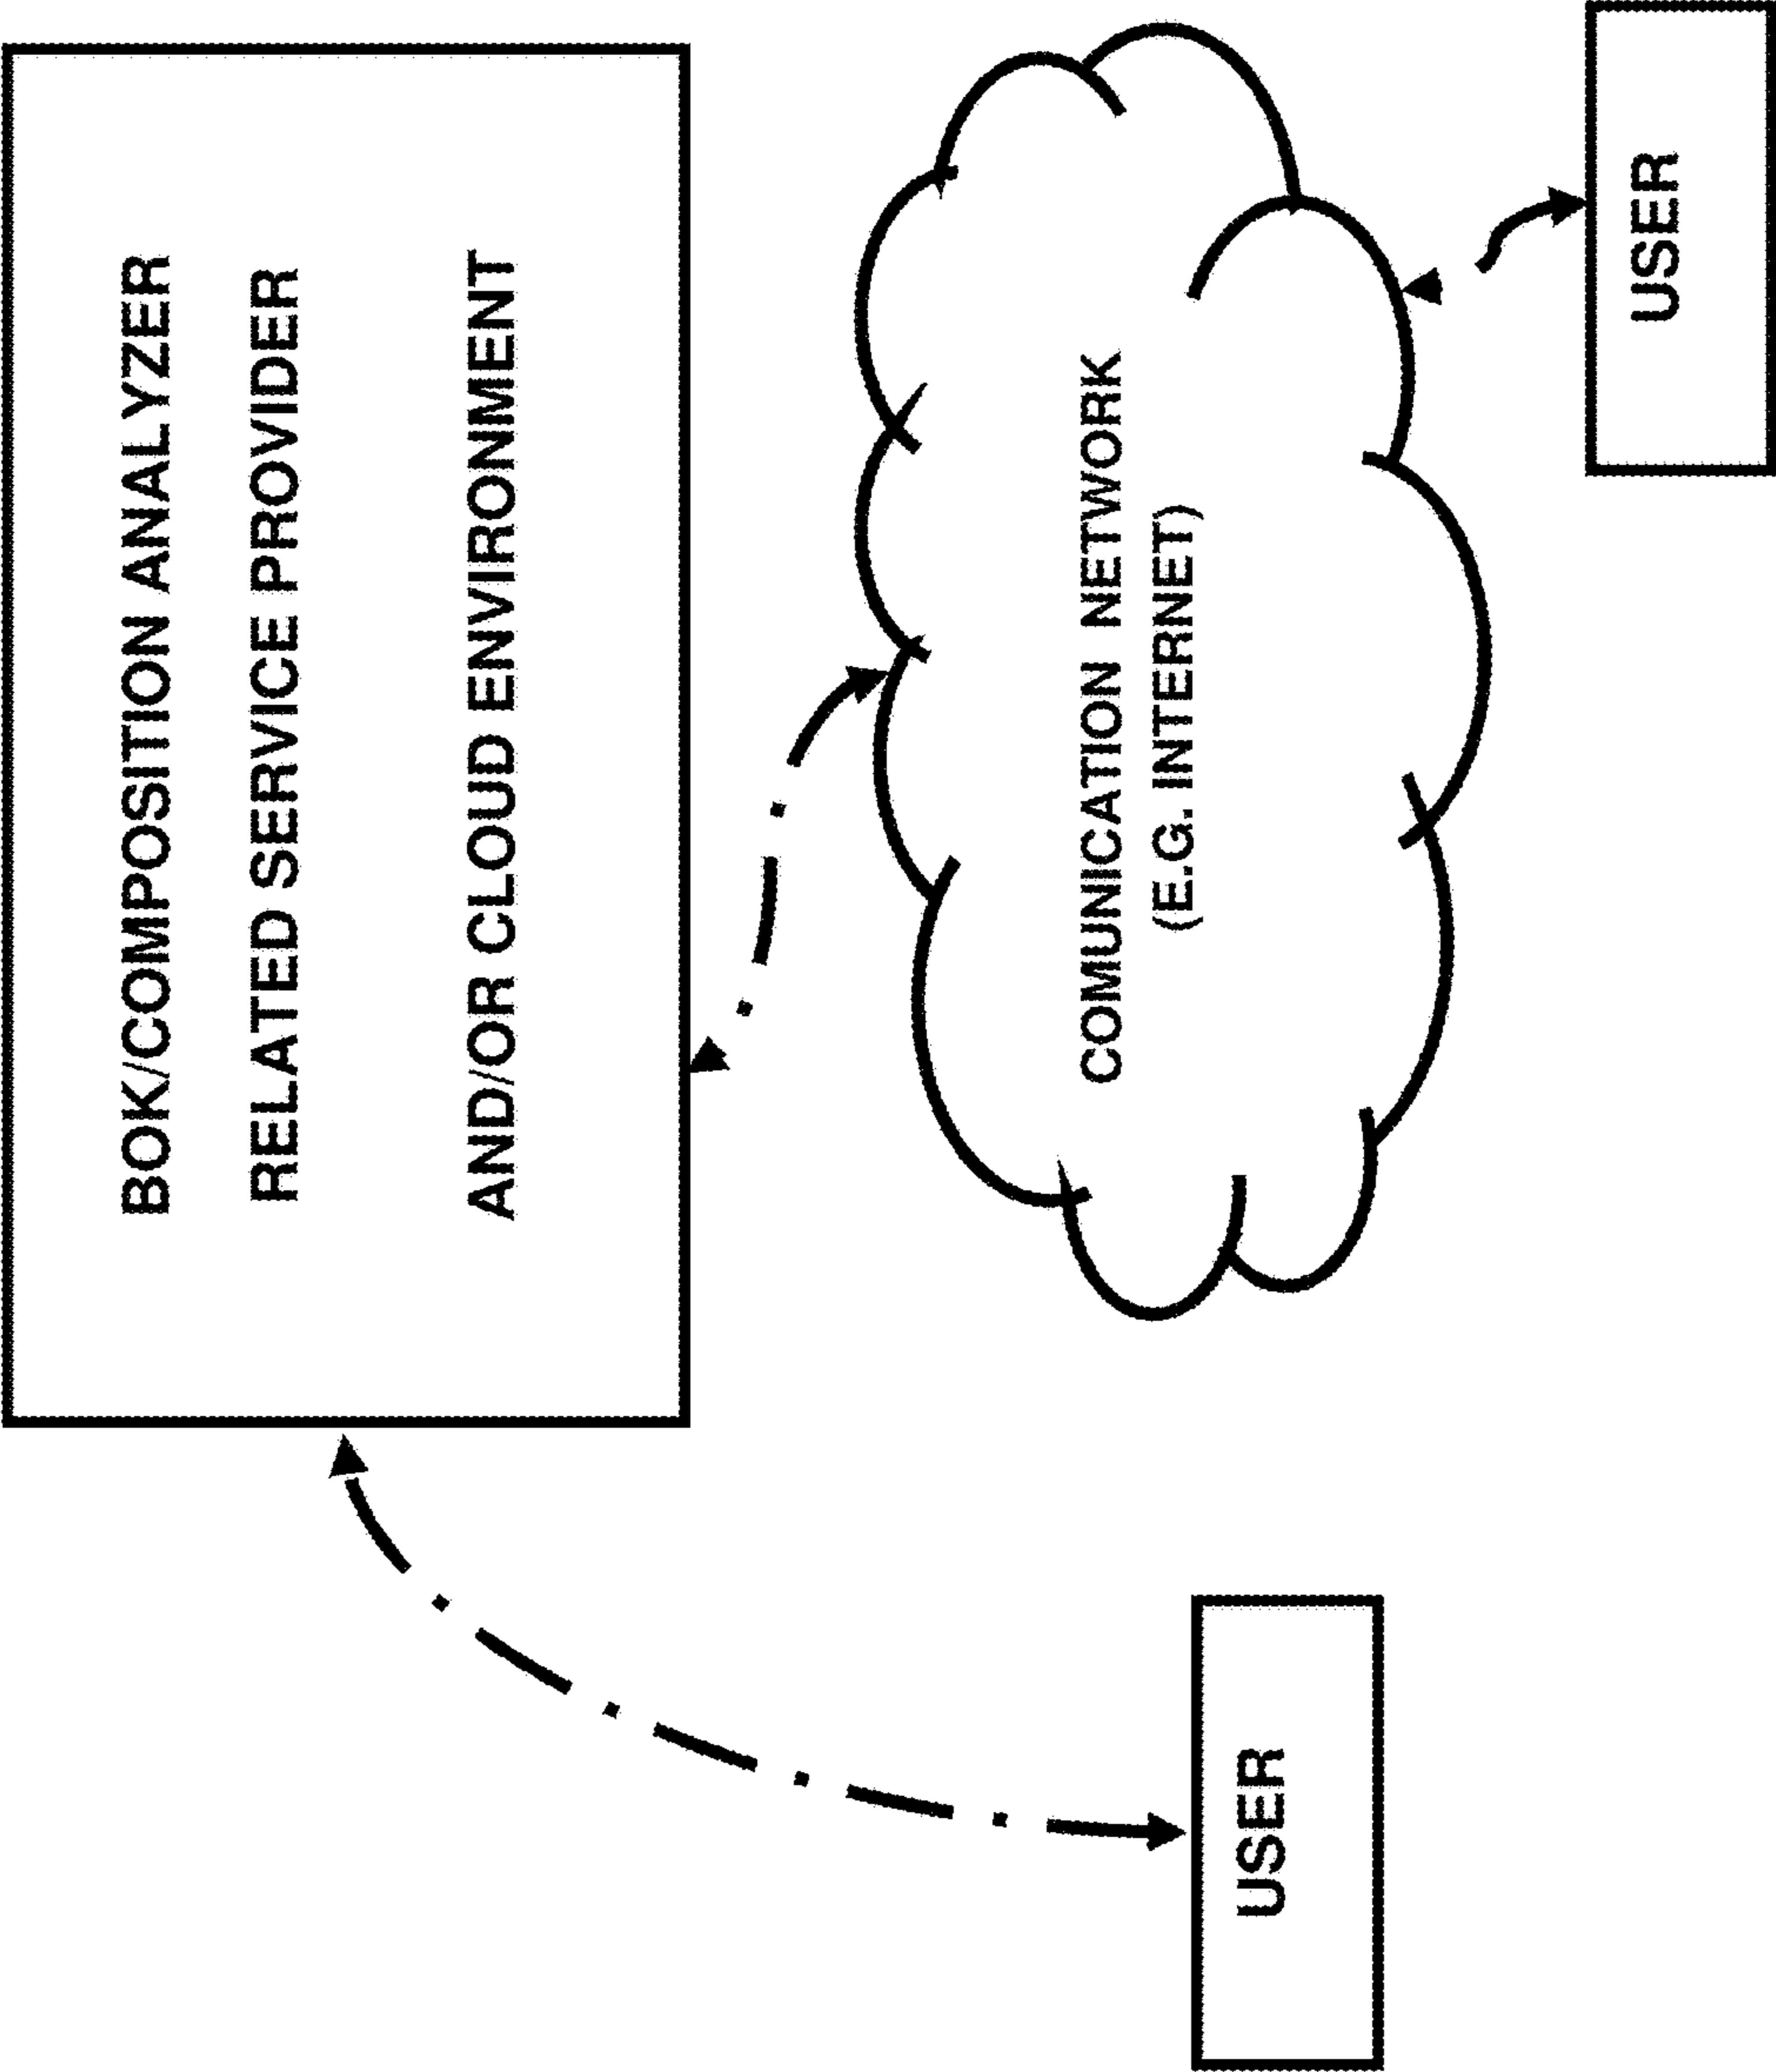 BOK/COMPOSITION ANALYZER
RELATED SERVICE PROVIDER
AND/OR CLOUD ENVIRONMENT
COMUNICATION NETWORK
(E.G. INTERNET)
USER
USER